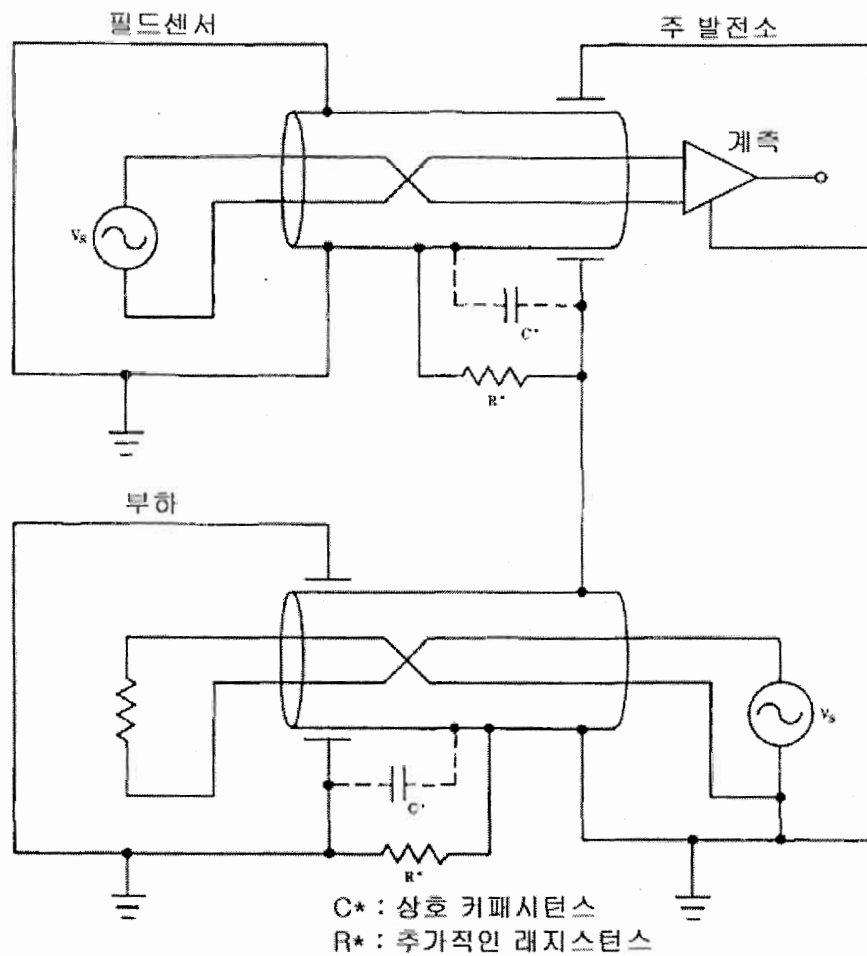 필드센서
주 발전소
계측
Vs
C*
R*
부하
Vs
C*
R*
C* : 상호 커패시턴스
R* : 추가적인 래지스턴스